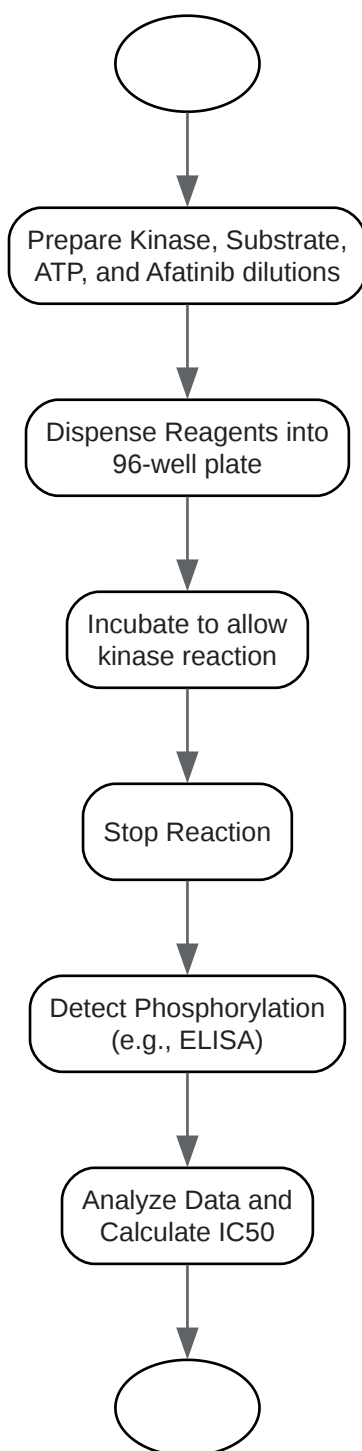 Prepare Kinase, Substrate,
ATP, and Afatinib dilutions
Dispense Reagents into
96-well plate
Incubate to allow
kinase reaction
Stop Reaction
Detect Phosphorylation
(e.g., ELISA)
Analyze Data and
Calculate IC50